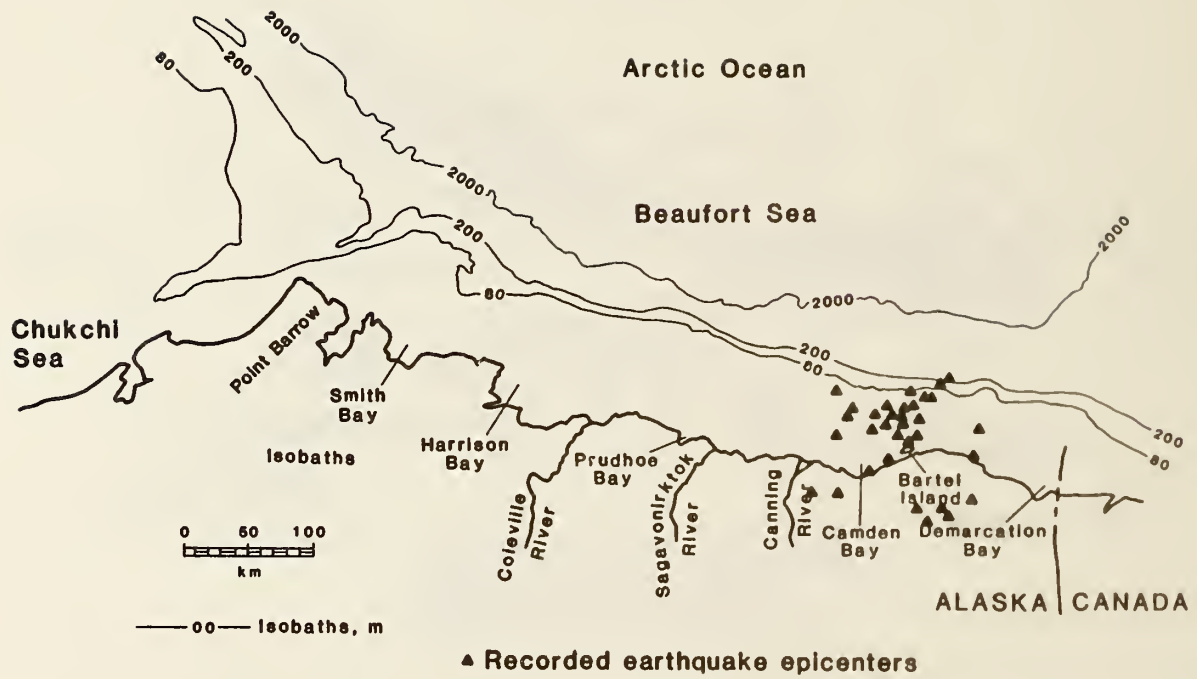 2000
80
200
Arctic Ocean
2000
Beaufort Sea
200
2000
80
2000
Chukchi
Sea
Point Barrow
200
80
Smith
Bay
Harrison
Bay
Isobaths
Prudhoe
Bay
200
80
Bartel
Island
Coleville
River
Sagavonirktok
River
Canning
River
Camden
Bay
Demarcation
Bay
0 50 100
km
ALASKA
CANADA
00 Isobaths, m
Recorded earthquake epicenters